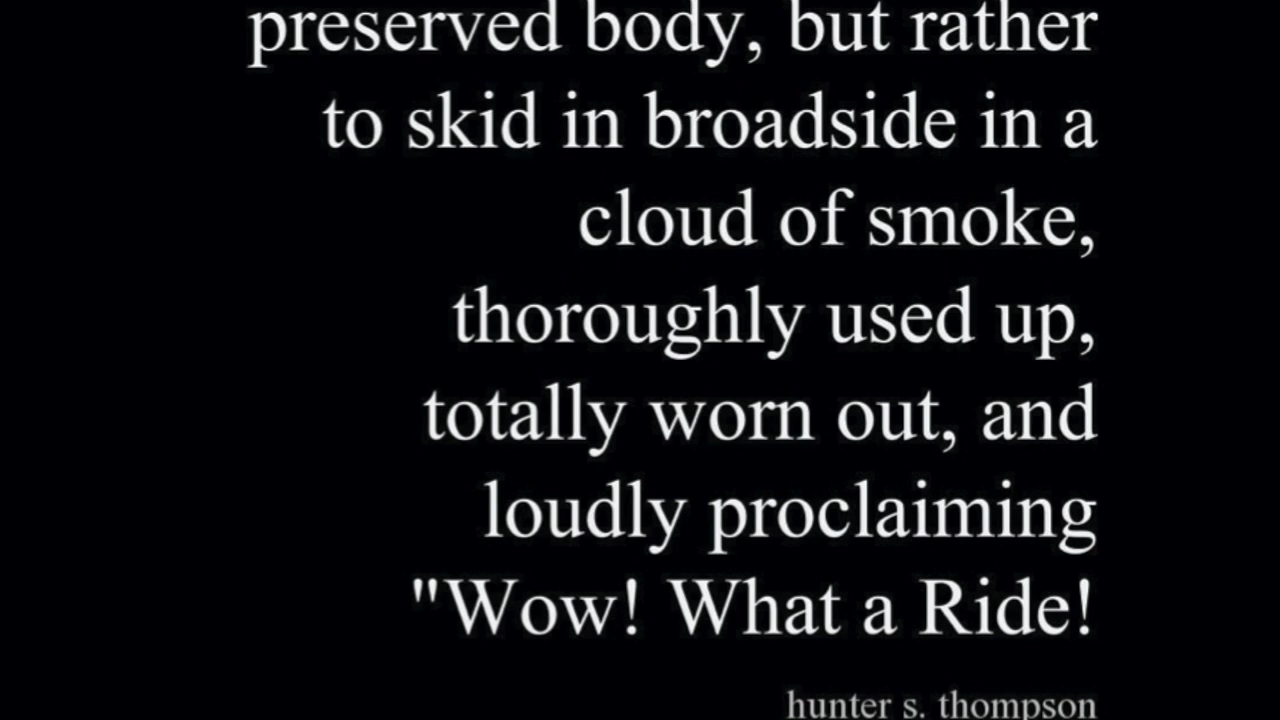 preserved body, but rather
to skid in broadside in a
cloud of smoke,
thoroughly used up,
totally worn out, and
loudly proclaiming
"Wow! What a Ride!
hunter s. thompson